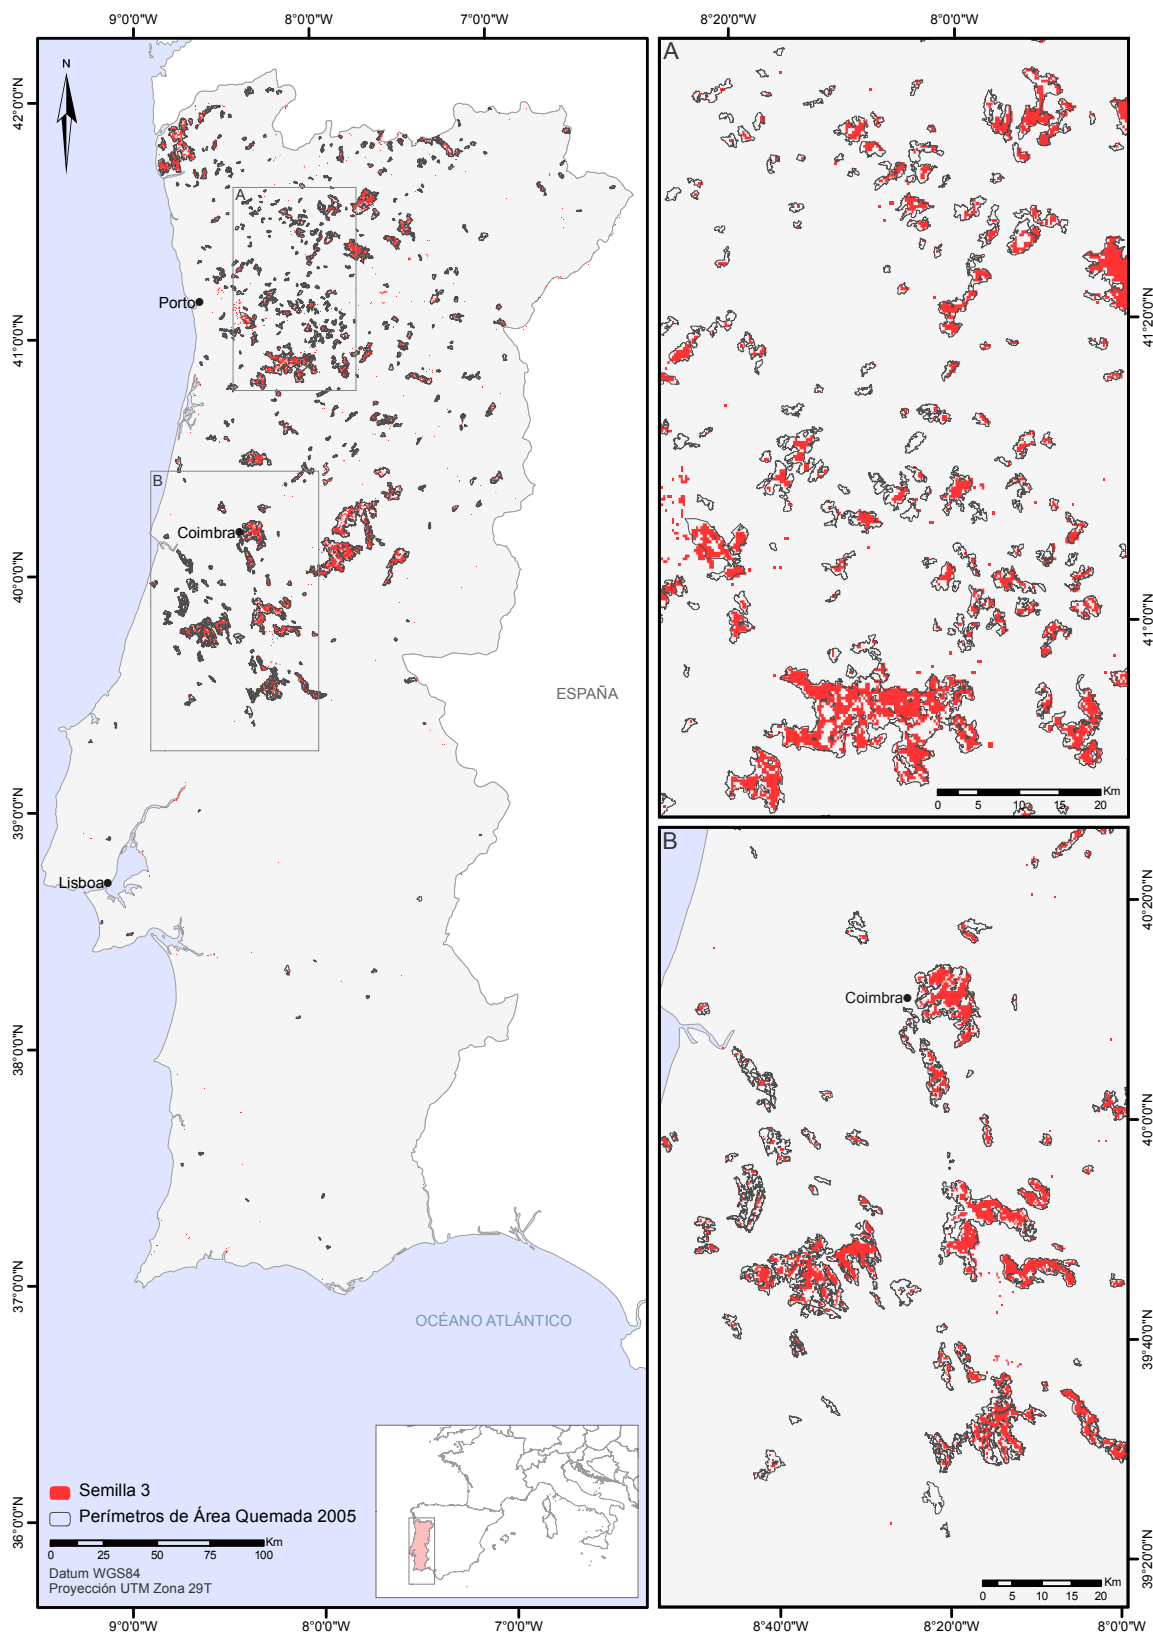 9°0'0"W
8°0'0"W
7°0'0"W
8°20'0"W
8°0'0"W
N
A
B
Porto
Coimbra
Lisboa
ESPAÑA
OCÉANO ATLÁNTICO
42°0'0"N
41°0'0"N
40°0'0"N
39°0'0"N
38°0'0"N
37°0'0"N
36°0'0"N
Semilla 3
Perímetros de Área Quemada 2005
Km
0 25 50 75 100
Datum WGS84
Proyección UTM Zona 29T
9°0'0"W
8°0'0"W
7°0'0"W
A
41°20'0"N
41°0'0"N
Km
0 5 10 15 20
B
Coimbra
40°20'0"N
40°0'0"N
39°40'0"N
39°20'0"N
Km
0 5 10 15 20
8°40'0"W
8°20'0"W
8°0'0"W